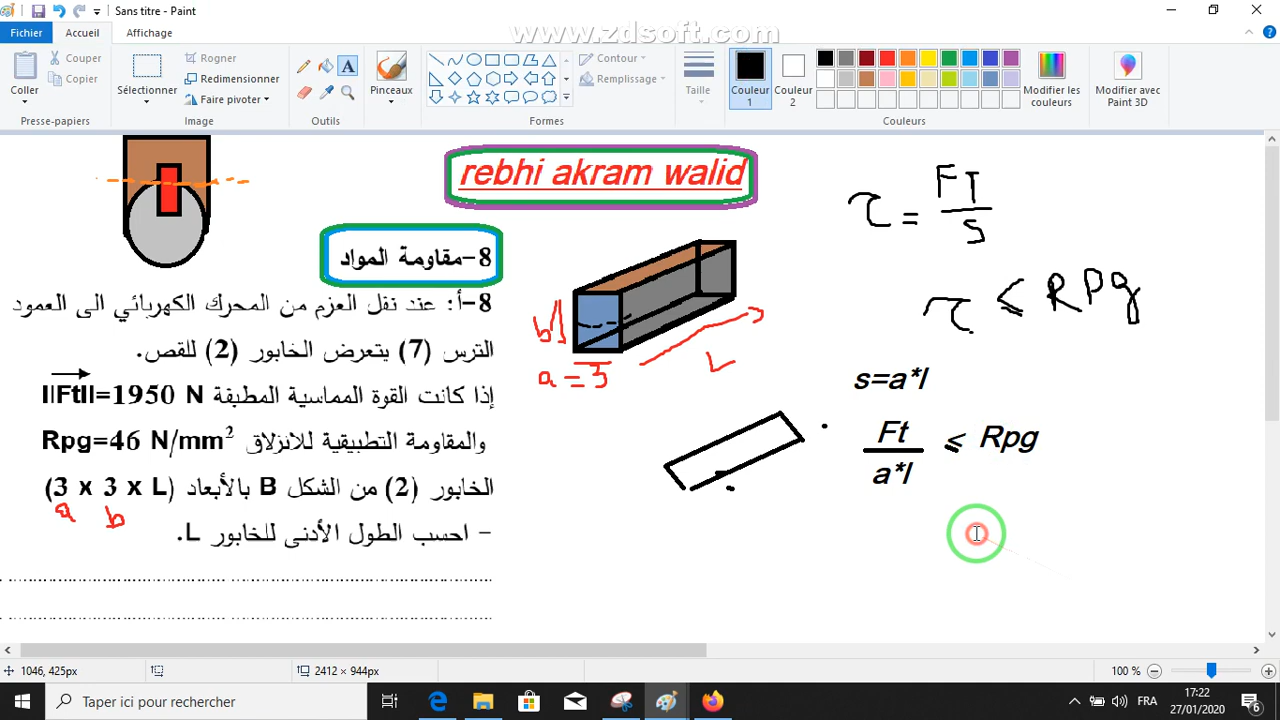 Sans titre - Paint
www.zdsoft.com
Fichier Accueil Affichage
Coller
Couper
Copier
Presse-papiers
Sélectionner
Rogner
Redimensionner
Faire pivoter
Image
A
Outils
Pinceaux
Contour
Remplissage
Formes
Taille
Couleur 1
Couleur 2
Modifier les couleurs
Modifier avec Paint 3D
Couleurs
rebhi akram walid
8-مقاومة المواد
8-أ: عند نقل العزم من المحرك الكهربائي الى العمود
الترس (7) يتعرض الخابور (2) للقص.
إذا كانت القوة المماسية المطبقة ||Ft||=1950 N
والمقاومة التطبيقية للانزلاق Rpg=46 N/mm²
الخابور (2) من الشكل B بالأبعاد (3 x 3 x L)
a b
- احسب الطول الأدنى للخابور L.
b
a = 3
L
τ = FT/s
τ ≤ RPg
s=a*l
Ft/a*l ≤ Rpg
1046, 425px
2412 × 944px
100 %
Taper ici pour rechercher
FRA
17:22
27/01/2020
6